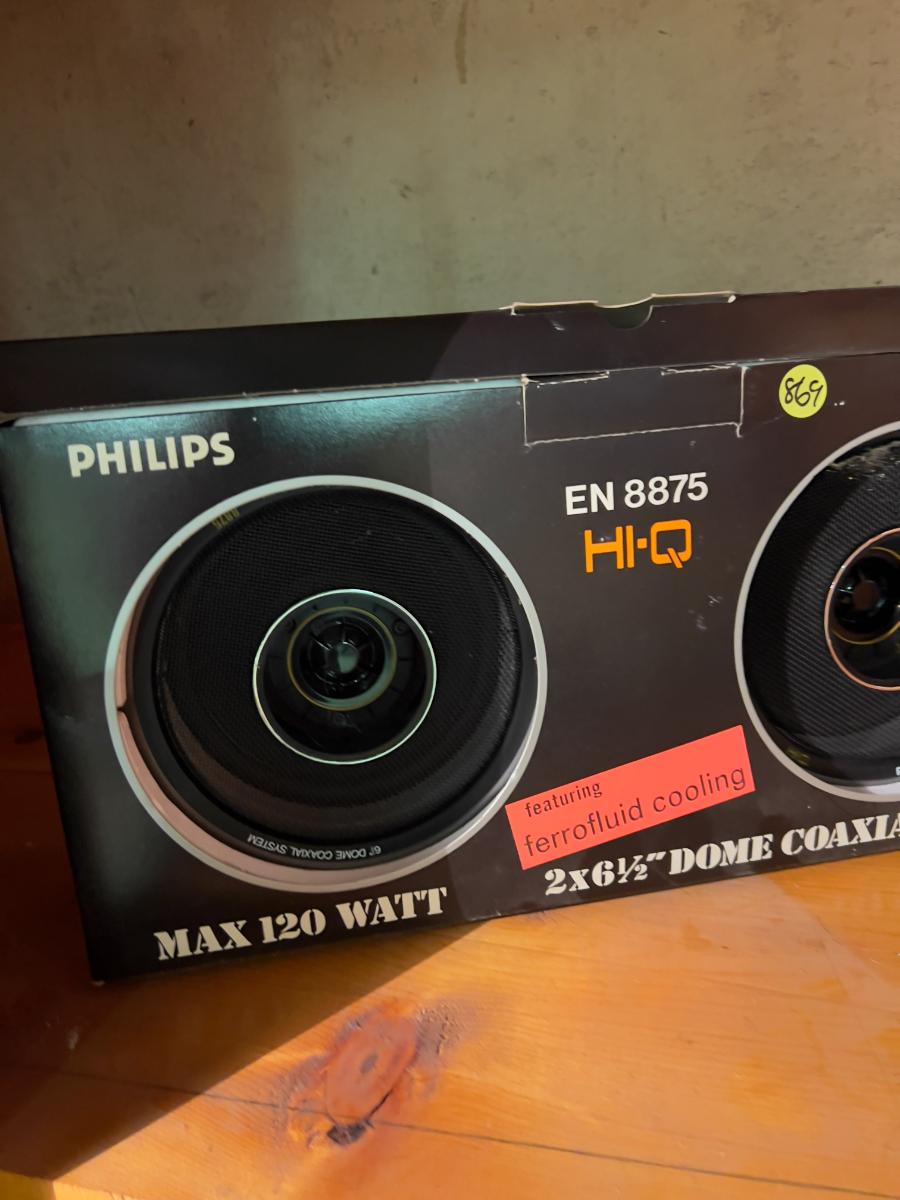 869
PHILIPS
EN 8875
HI-Q
8875
6" DOME COAXIAL SYSTEM
featuring
ferrofluid cooling
2x6½" DOME COAXIA
MAX 120 WATT